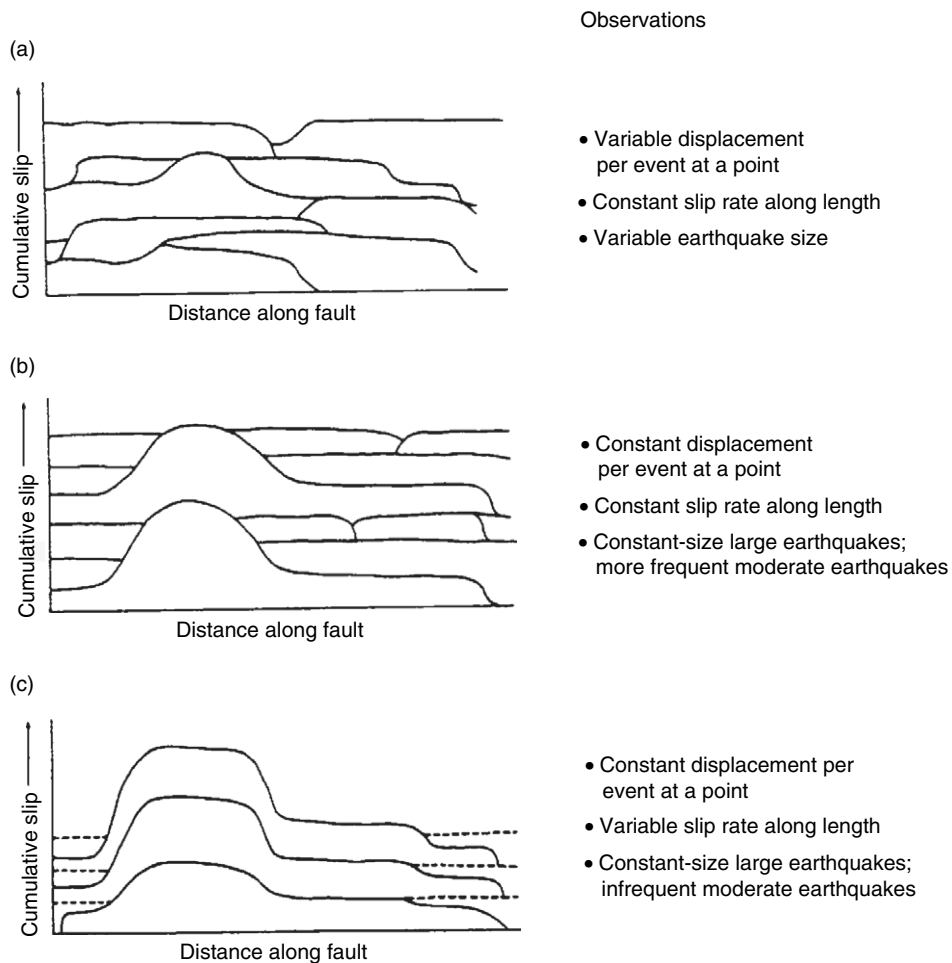 Observations
(a)
Cumulative slip
Distance along fault
• Variable displacement
per event at a point
• Constant slip rate along length
• Variable earthquake size
(b)
Cumulative slip
Distance along fault
• Constant displacement
per event at a point
• Constant slip rate along length
• Constant-size large earthquakes;
more frequent moderate earthquakes
(c)
Cumulative slip
Distance along fault
• Constant displacement per
event at a point
• Variable slip rate along length
• Constant-size large earthquakes;
infrequent moderate earthquakes